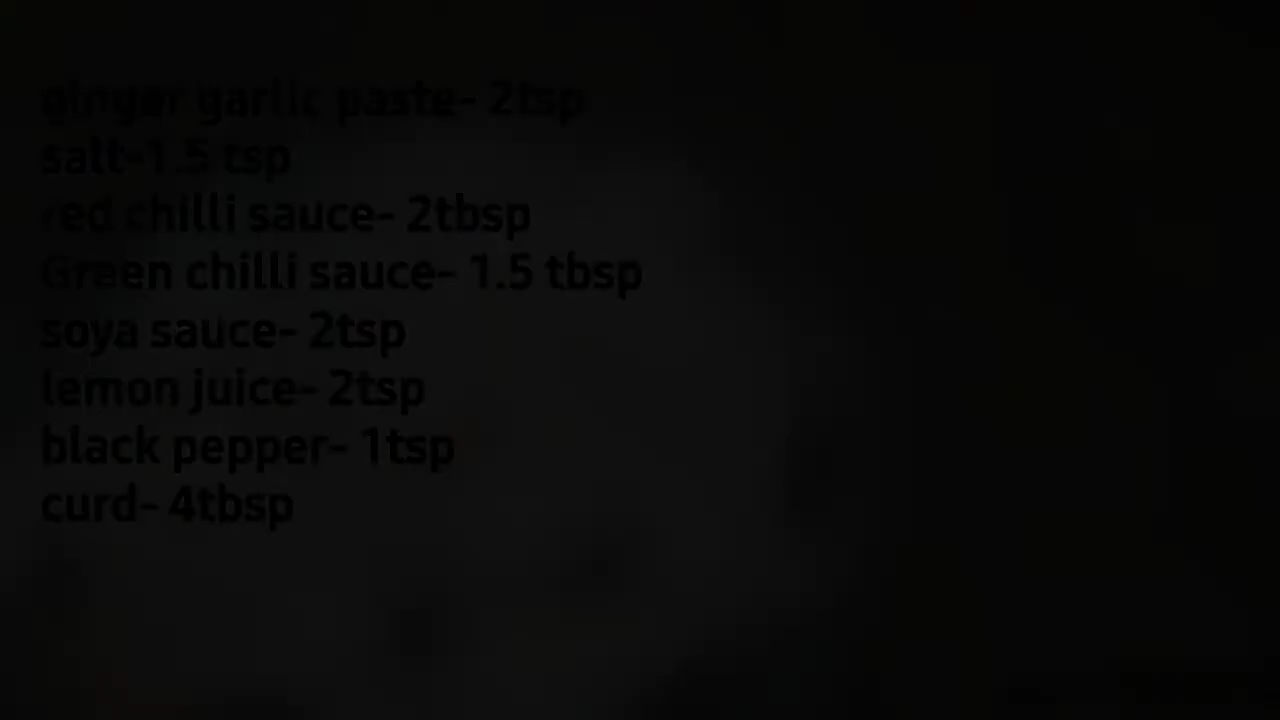 ginger garlic paste- 2tsp
salt-1.5 tsp
red chilli sauce- 2tbsp
Green chilli sauce- 1.5 tbsp
soya sauce- 2tsp
lemon juice- 2tsp
black pepper- 1tsp
curd- 4tbsp